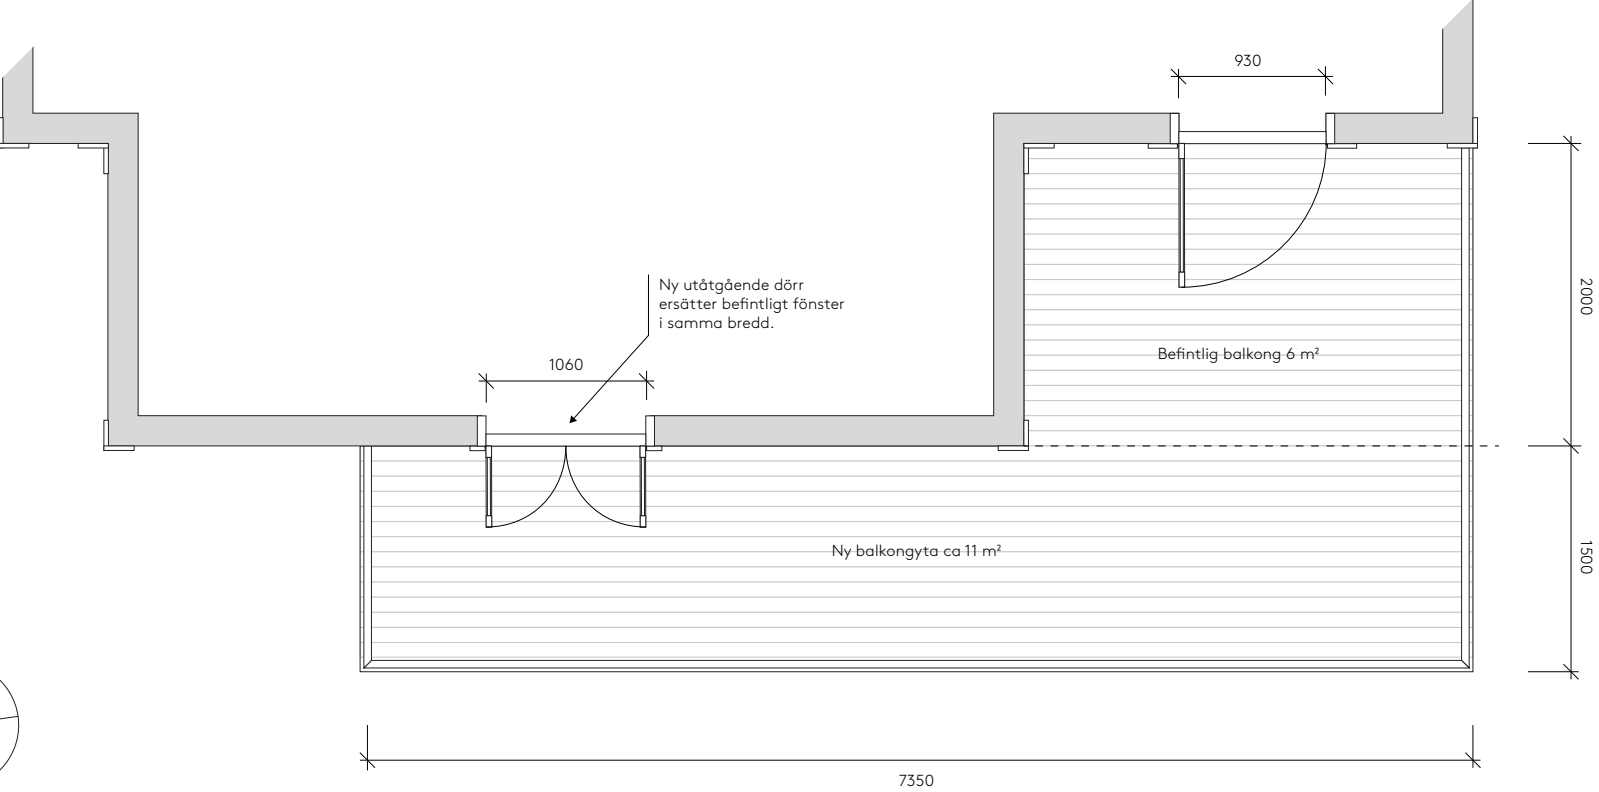 930
Ny utåtgående dörr
ersätter befintligt fönster
i samma bredd.
2000
Befintlig balkong 6 m²
1060
Ny balkongyta ca 11 m²
1500
7350